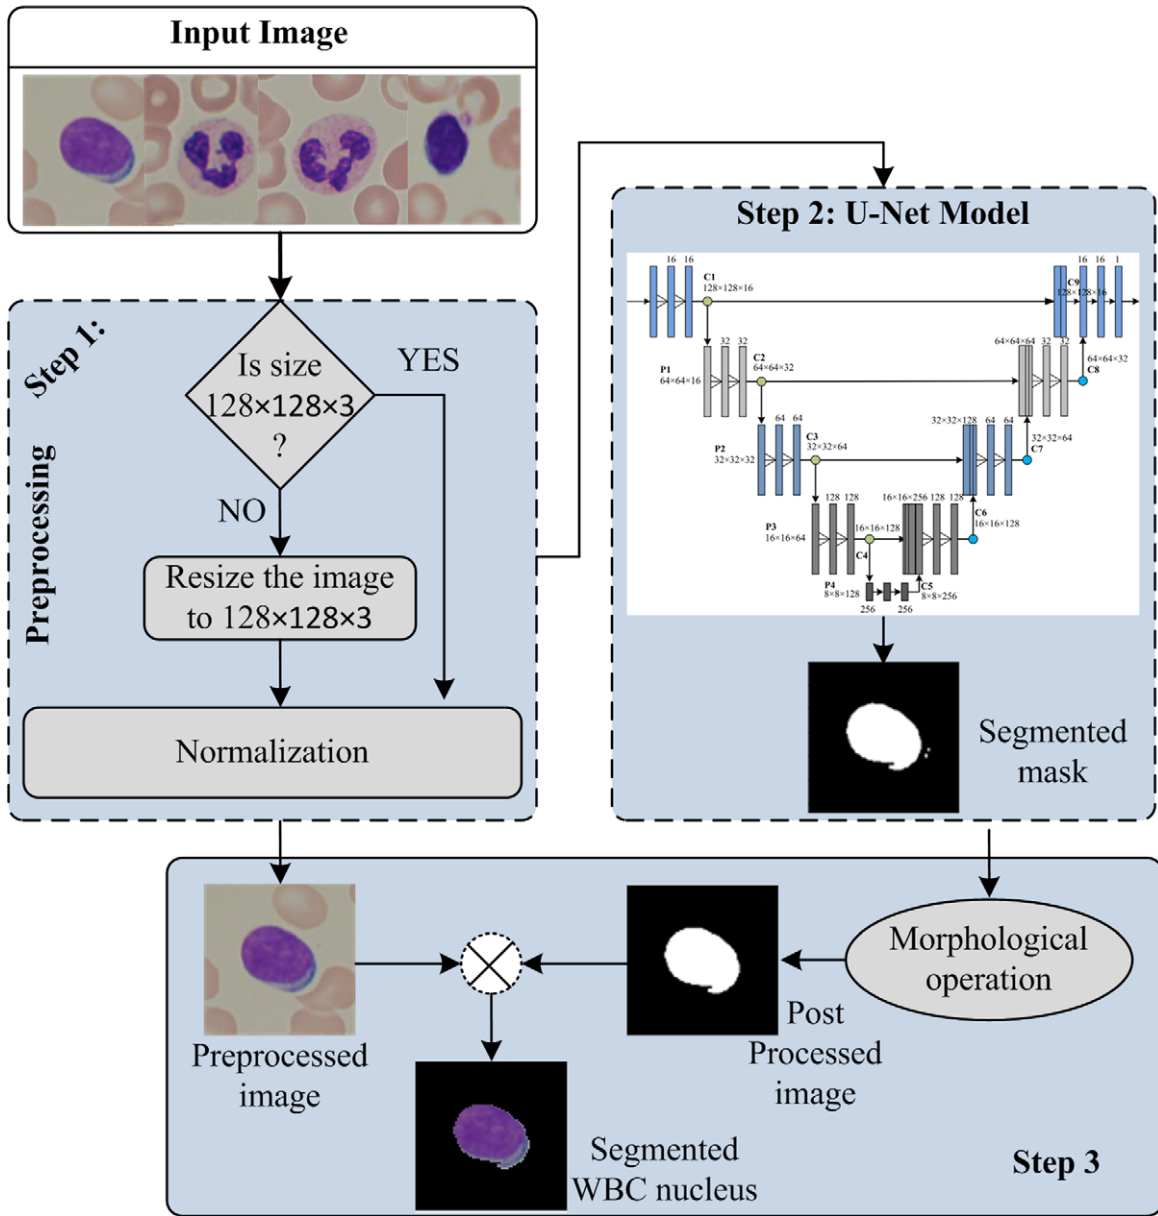 Input Image
Step 1:
Preprocessing
Is size
128×128×3
?
YES
NO
Resize the image
to 128×128×3
Normalization
Step 2: U-Net Model
16 16
C1
128×128×16
16 16 1
C9
128×128×16
P1
64×64×16
32 32
C2
64×64×32
64×64×64 32 32
64×64×32
C8
P2
32×32×32
64 64
C3
32×32×64
32×32×128 64 64
32×32×64
C7
P3
16×16×64
128 128
16×16×128
C4
16×16×256 128 128
C6
16×16×128
P4
8×8×128
256 256
C5
8×8×256
Segmented
mask
Morphological
operation
Post
Processed
image
Preprocessed
image
Segmented
WBC nucleus
Step 3